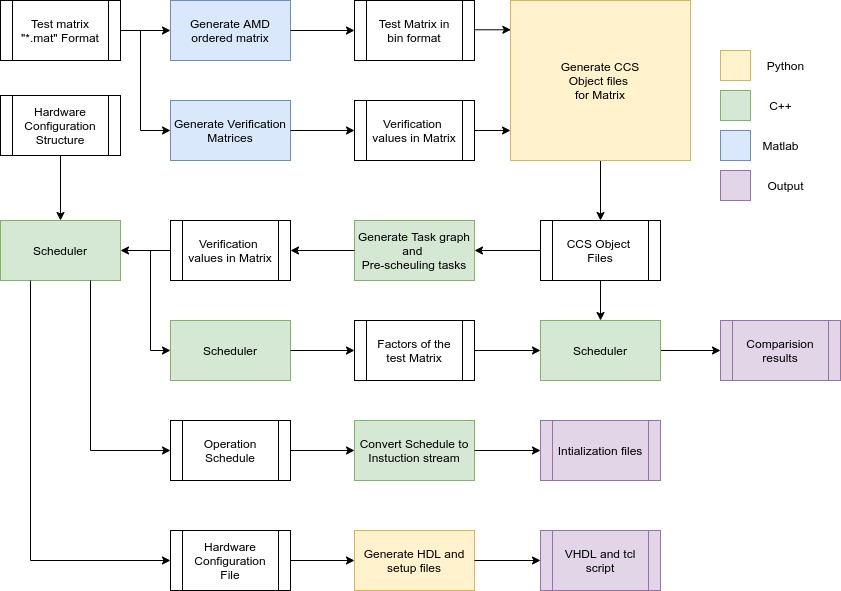 Test matrix
"*.mat" Format
Generate AMD
ordered matrix
Test Matrix in
bin format
Generate CCS
Object files
for Matrix
Python
C++
Matlab
Output
Hardware
Configuration
Structure
Generate Verification
Matrices
Verification
values in Matrix
Scheduler
Verification
values in Matrix
Generate Task graph
and
Pre-scheuling tasks
CCS Object
Files
Scheduler
Factors of the
test Matrix
Scheduler
Comparision
results
Operation
Schedule
Convert Schedule to
Instuction stream
Intialization files
Hardware
Configuration
File
Generate HDL and
setup files
VHDL and tcl
script